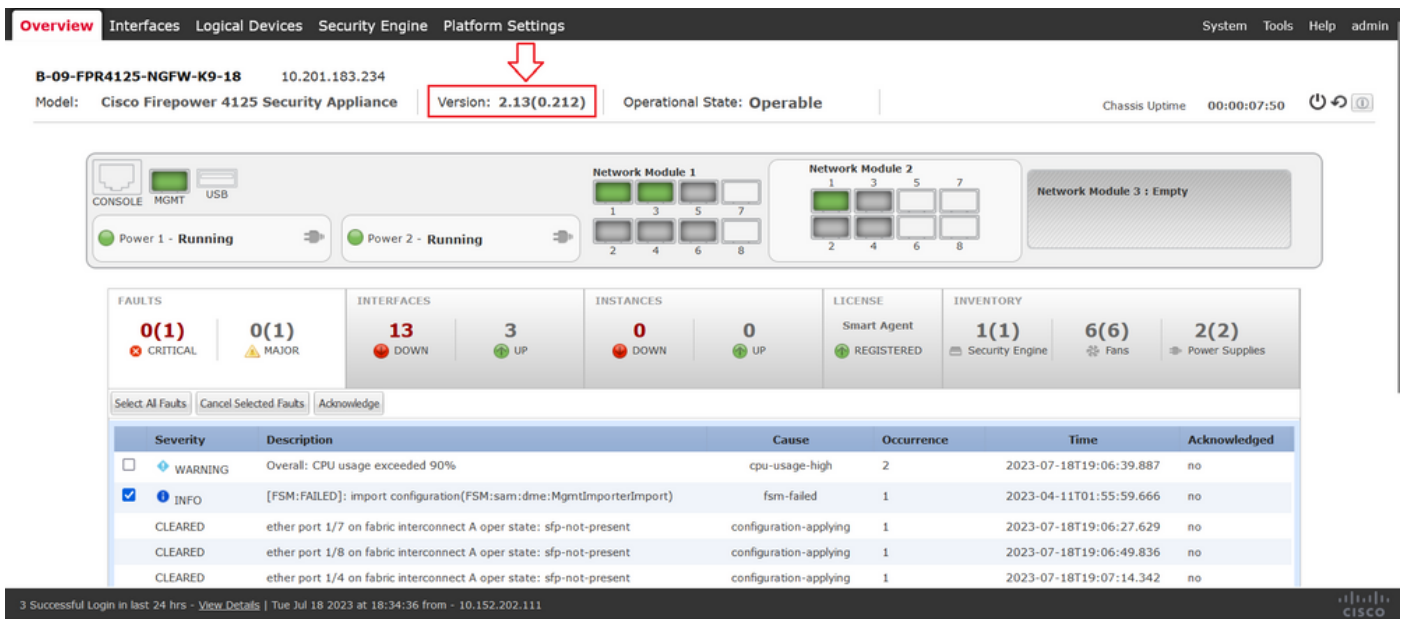 Overview Interfaces Logical Devices Security Engine Platform Settings System Tools Help admin
B-09-FPR4125-NGFW-K9-18 10.201.183.234
Model: Cisco Firepower 4125 Security Appliance Version: 2.13(0.212) Operational State: Operable Chassis Uptime 00:00:07:50
CONSOLE MGMT USB
Power 1 - Running Power 2 - Running
Network Module 1
1 3 5 7
2 4 6 8
Network Module 2
1 3 5 7
2 4 6 8
Network Module 3 : Empty
FAULTS INTERFACES INSTANCES LICENSE INVENTORY
0(1) 0(1) 13 3 0 0 Smart Agent 1(1) 6(6) 2(2)
CRITICAL MAJOR DOWN UP DOWN UP REGISTERED Security Engine Fans Power Supplies
Select All Faults Cancel Selected Faults Acknowledge
Severity Description Cause Occurrence Time Acknowledged
WARNING Overall: CPU usage exceeded 90% cpu-usage-high 2 2023-07-18T19:06:39.887 no
INFO [FSM:FAILED]: import configuration(FSM:sam:dme:MgmtImporterImport) fsm-failed 1 2023-04-11T01:55:59.666 no
CLEARED ether port 1/7 on fabric interconnect A oper state: sfp-not-present configuration-applying 1 2023-07-18T19:06:27.629 no
CLEARED ether port 1/8 on fabric interconnect A oper state: sfp-not-present configuration-applying 1 2023-07-18T19:06:49.836 no
CLEARED ether port 1/4 on fabric interconnect A oper state: sfp-not-present configuration-applying 1 2023-07-18T19:07:14.342 no
3 Successful Login in last 24 hrs - View Details | Tue Jul 18 2023 at 18:34:36 from - 10.152.202.111
CISCO